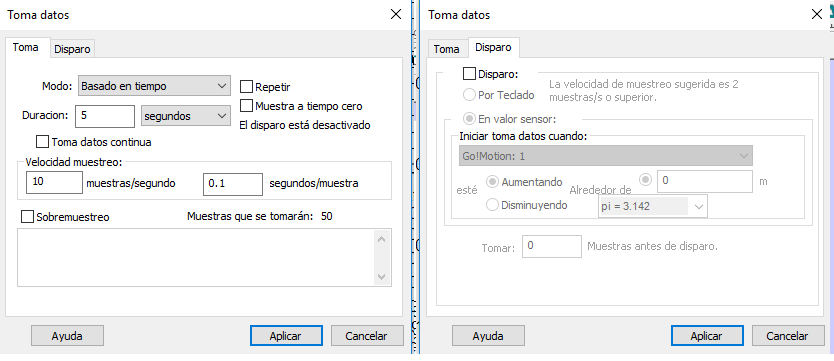 Toma datos
Toma Disparo
Modo: Basado en tiempo Repetir
Muestra a tiempo cero
Duracion: 5 segundos
El disparo está desactivado
Toma datos continua
Velocidad muestreo:
10 muestras/segundo 0.1 segundos/muestra
Sobremuestreo Muestras que se tomarán: 50
Ayuda Aplicar Cancelar
Toma datos
Toma Disparo
Disparo:
Por Teclado La velocidad de muestreo sugerida es 2
muestras/s o superior.
En valor sensor:
Iniciar toma datos cuando:
Go!Motion: 1
esté Aumentando Alrededor de 0 m
Disminuyendo pi = 3.142
Tomar: 0 Muestras antes de disparo.
Ayuda Aplicar Cancelar